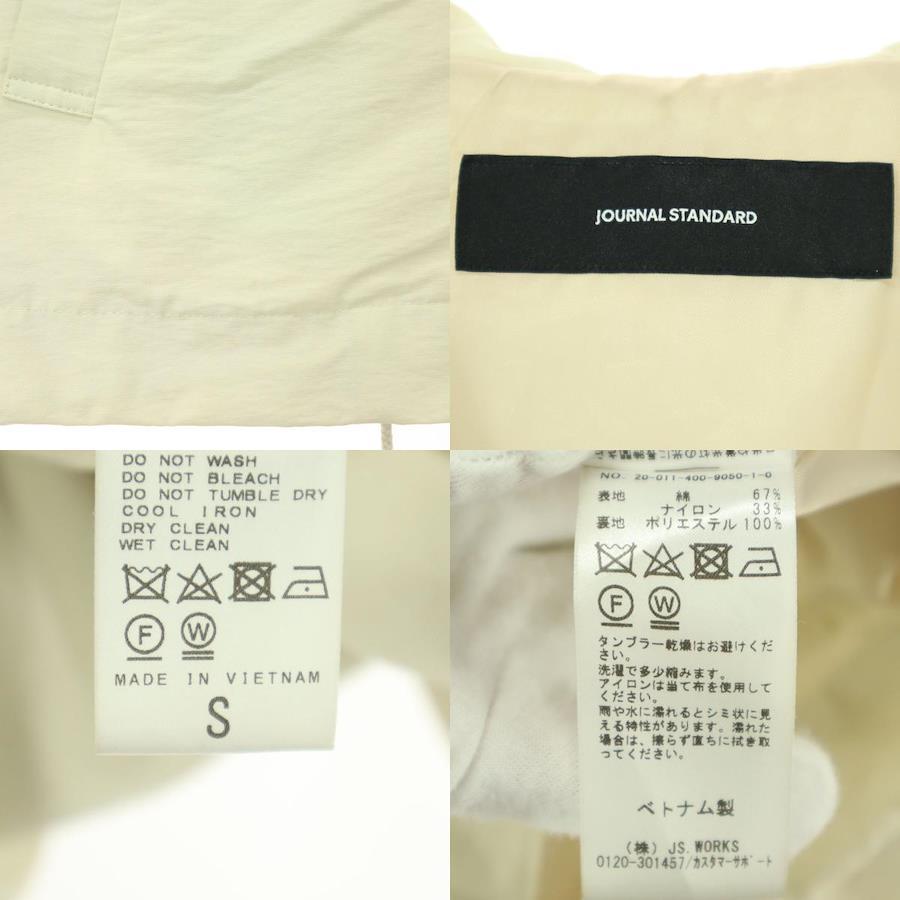 JOURNAL STANDARD
DO NOT WASH
DO NOT BLEACH
DO NOT TUMBLE DRY
COOL IRON
DRY CLEAN
WET CLEAN
F W
MADE IN VIETNAM
S
NO. 20-011-400-9050-1-0
表地 綿 67%
ナイロン 33%
裏地 ポリエステル 100%
F W
タンブラー乾燥はお避けくだ
さい。
洗濯で多少縮みます。
アイロンは当て布を使用して
ください。
雨や水に濡れるとシミ状に見
える特性があります。濡れた
場合は、擦らず直ちに拭き取
ってください。
ベトナム製
(株) JS.WORKS
0120-301457/カスタマーサポート